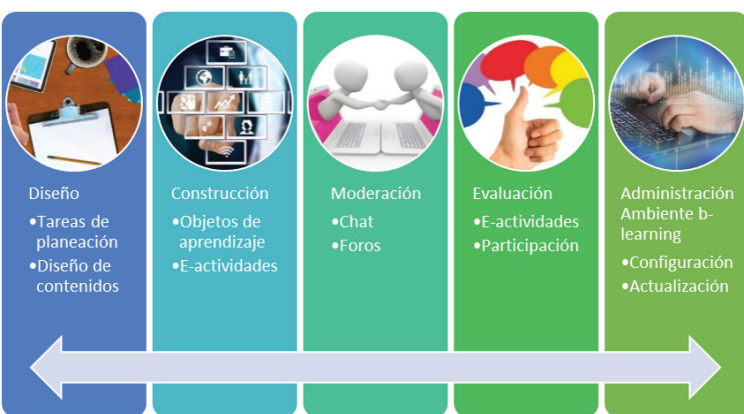 Diseño
•Tareas de
planeación
•Diseño de
contenidos
Construcción
•Objetos de
aprendizaje
•E-actividades
Moderación
•Chat
•Foros
Evaluación
•E-actividades
•Participación
Administración
Ambiente b-
learning
•Configuración
•Actualización